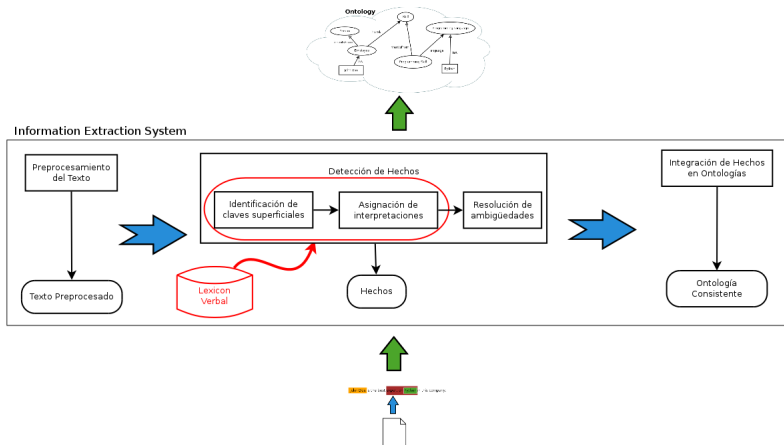 Ontology
Information Extraction System
Preprocesamiento
del Texto
Detección de Hechos
Integración de Hechos
en Ontologías
Identificación de
claves superficiales
Asignación de
interpretaciones
Resolución de
ambigüedades
Lexicon
Verbal
Texto Preprocesado
Hechos
Ontología
Consistente